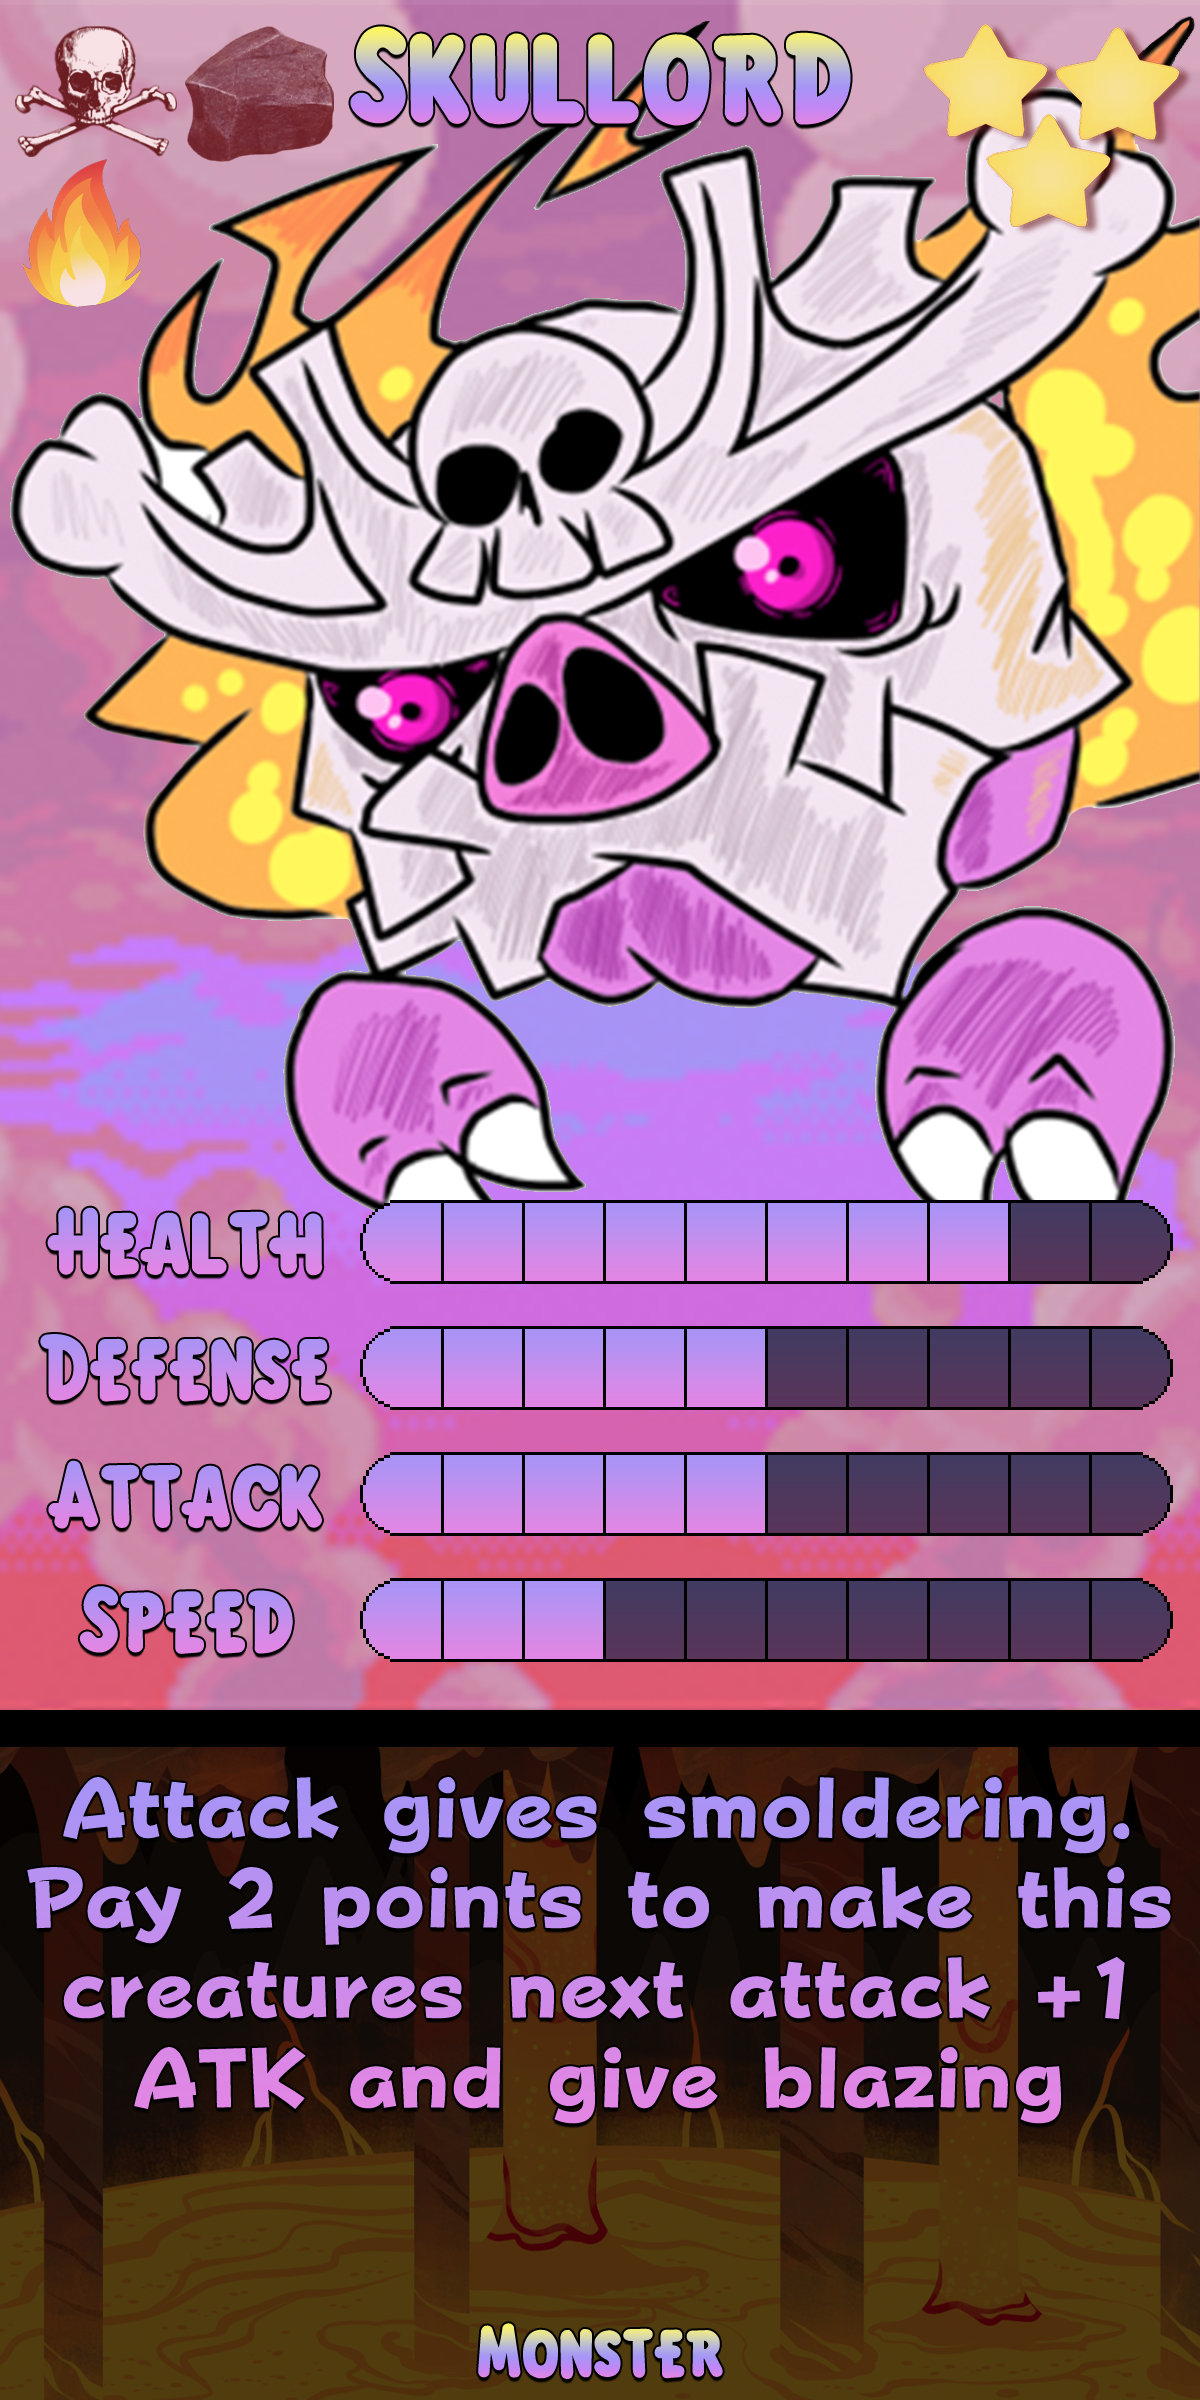 Skullord
Health
Defense
Attack
Speed
Attack gives smoldering.
Pay 2 points to make this
creatures next attack +1
ATK and give blazing
Monster